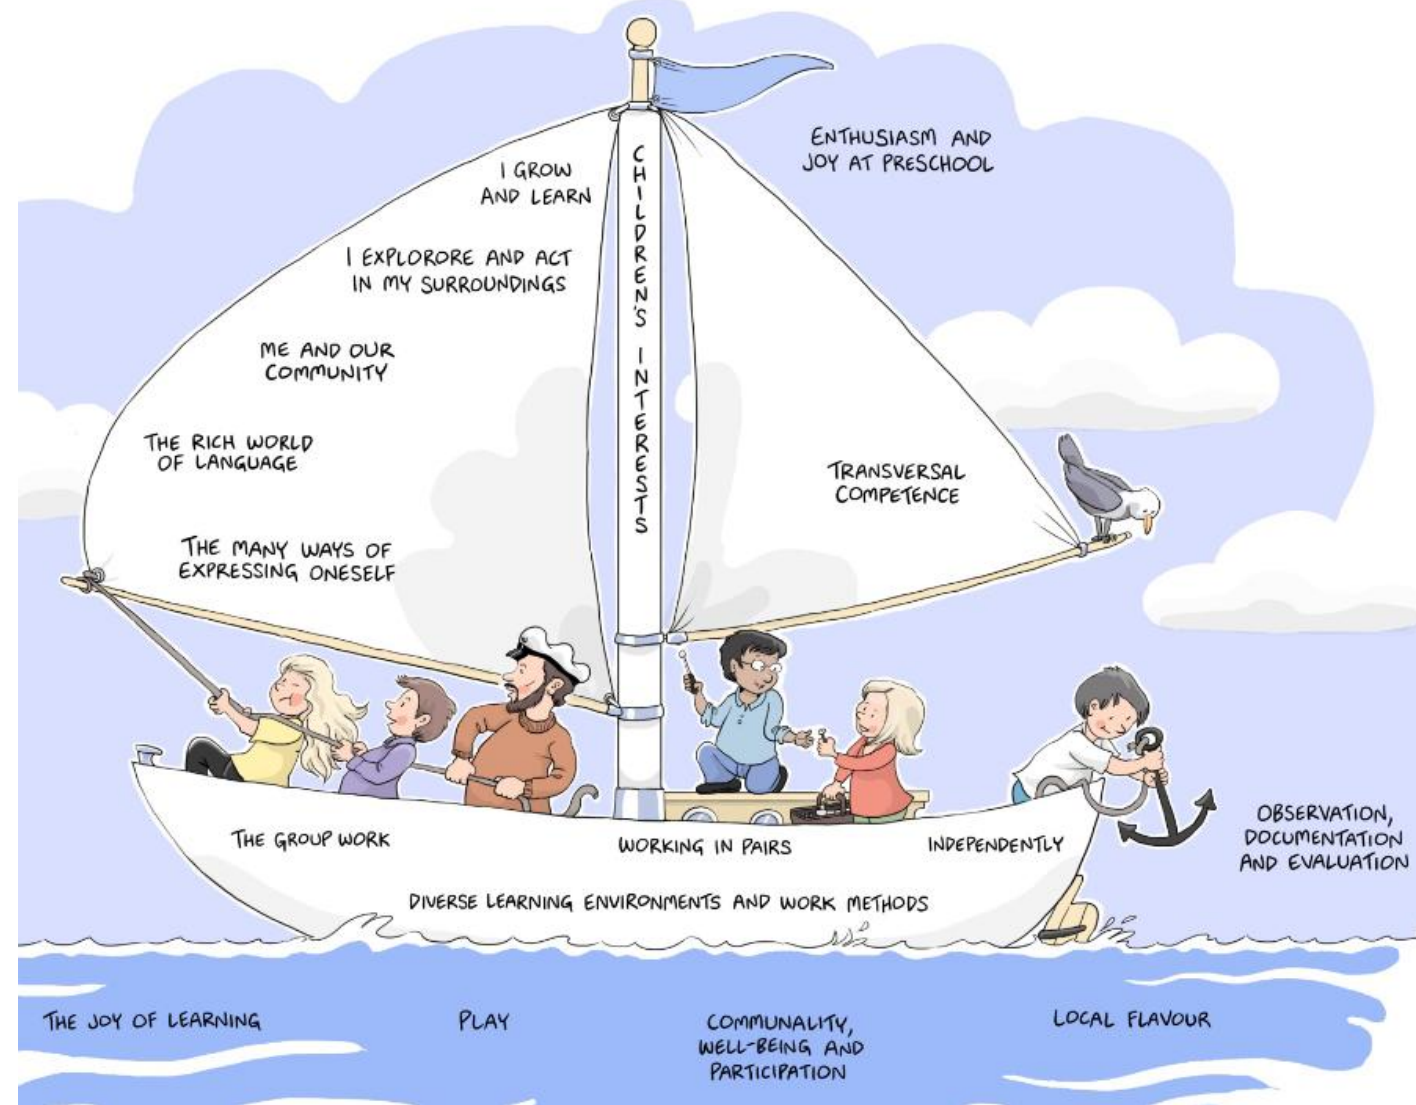 ENTHUSIASM AND
JOY AT PRESCHOOL
I GROW
AND LEARN
CHILDREN'S INTERESTS
I EXPLORORE AND ACT
IN MY SURROUNDINGS
ME AND OUR
COMMUNITY
THE RICH WORLD
OF LANGUAGE
TRANSVERSAL
COMPETENCE
THE MANY WAYS OF
EXPRESSING ONESELF
OBSERVATION,
DOCUMENTATION
AND EVALUATION
THE GROUP WORK
WORKING IN PAIRS
INDEPENDENTLY
DIVERSE LEARNING ENVIRONMENTS AND WORK METHODS
THE JOY OF LEARNING
PLAY
COMMUNALITY,
WELL-BEING AND
PARTICIPATION
LOCAL FLAVOUR